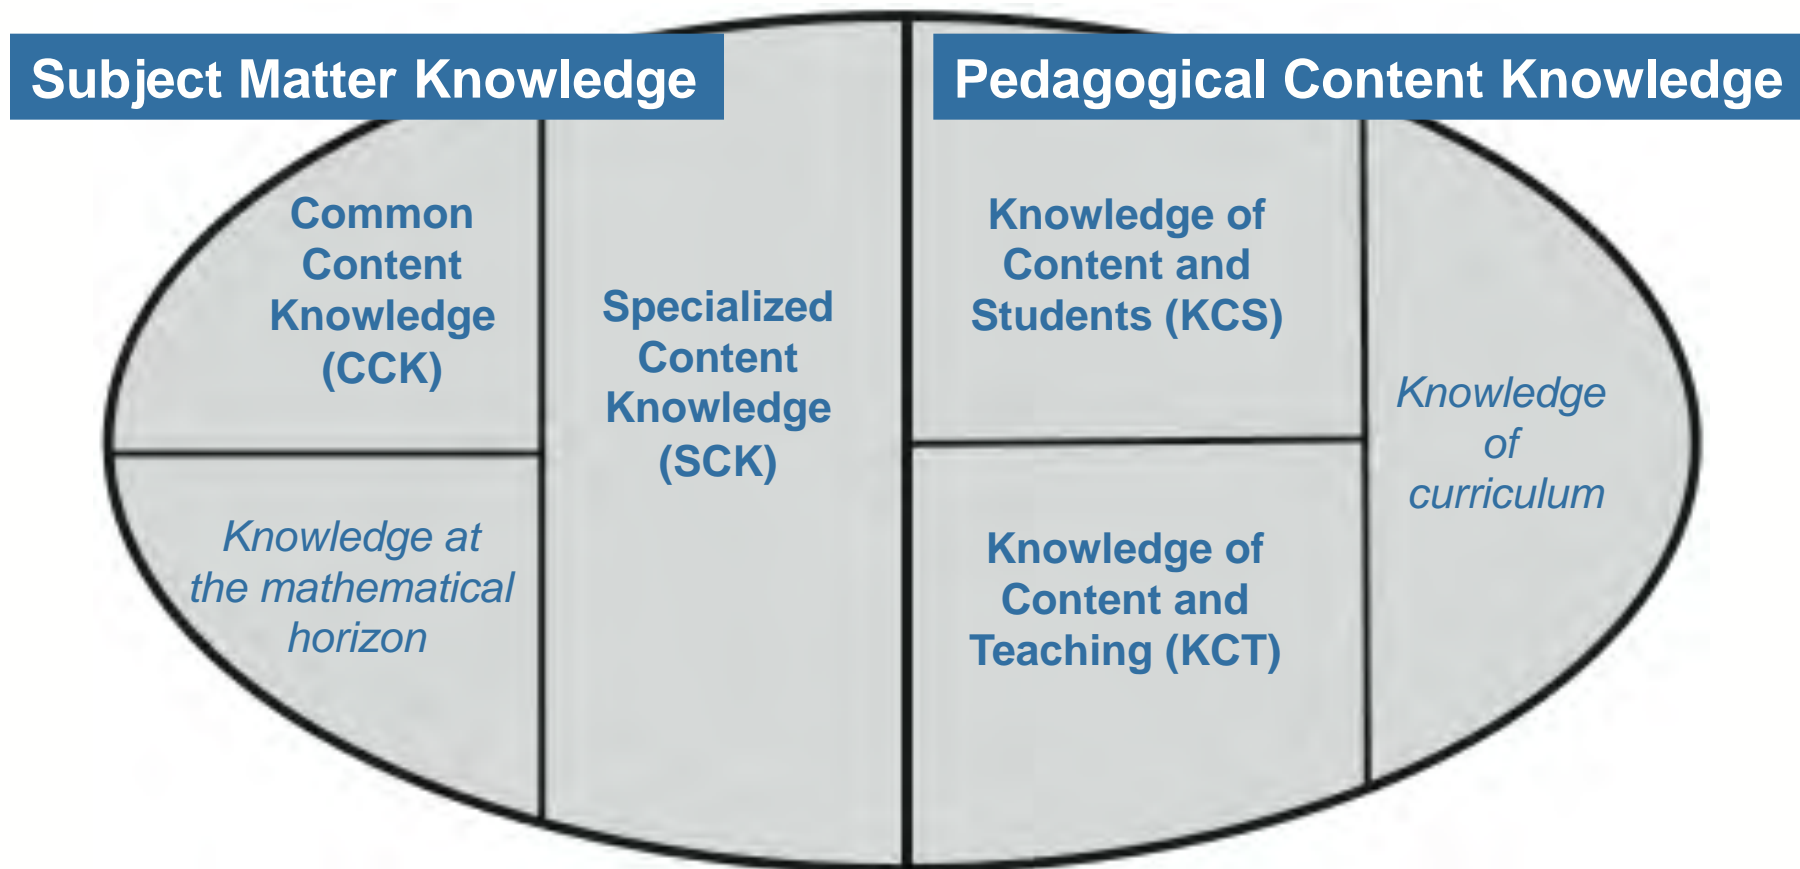 Subject Matter Knowledge
Pedagogical Content Knowledge
Common
Content
Knowledge
(CCK)
Knowledge at
the mathematical
horizon
Specialized
Content
Knowledge
(SCK)
Knowledge of
Content and
Students (KCS)
Knowledge of
Content and
Teaching (KCT)
Knowledge
of
curriculum